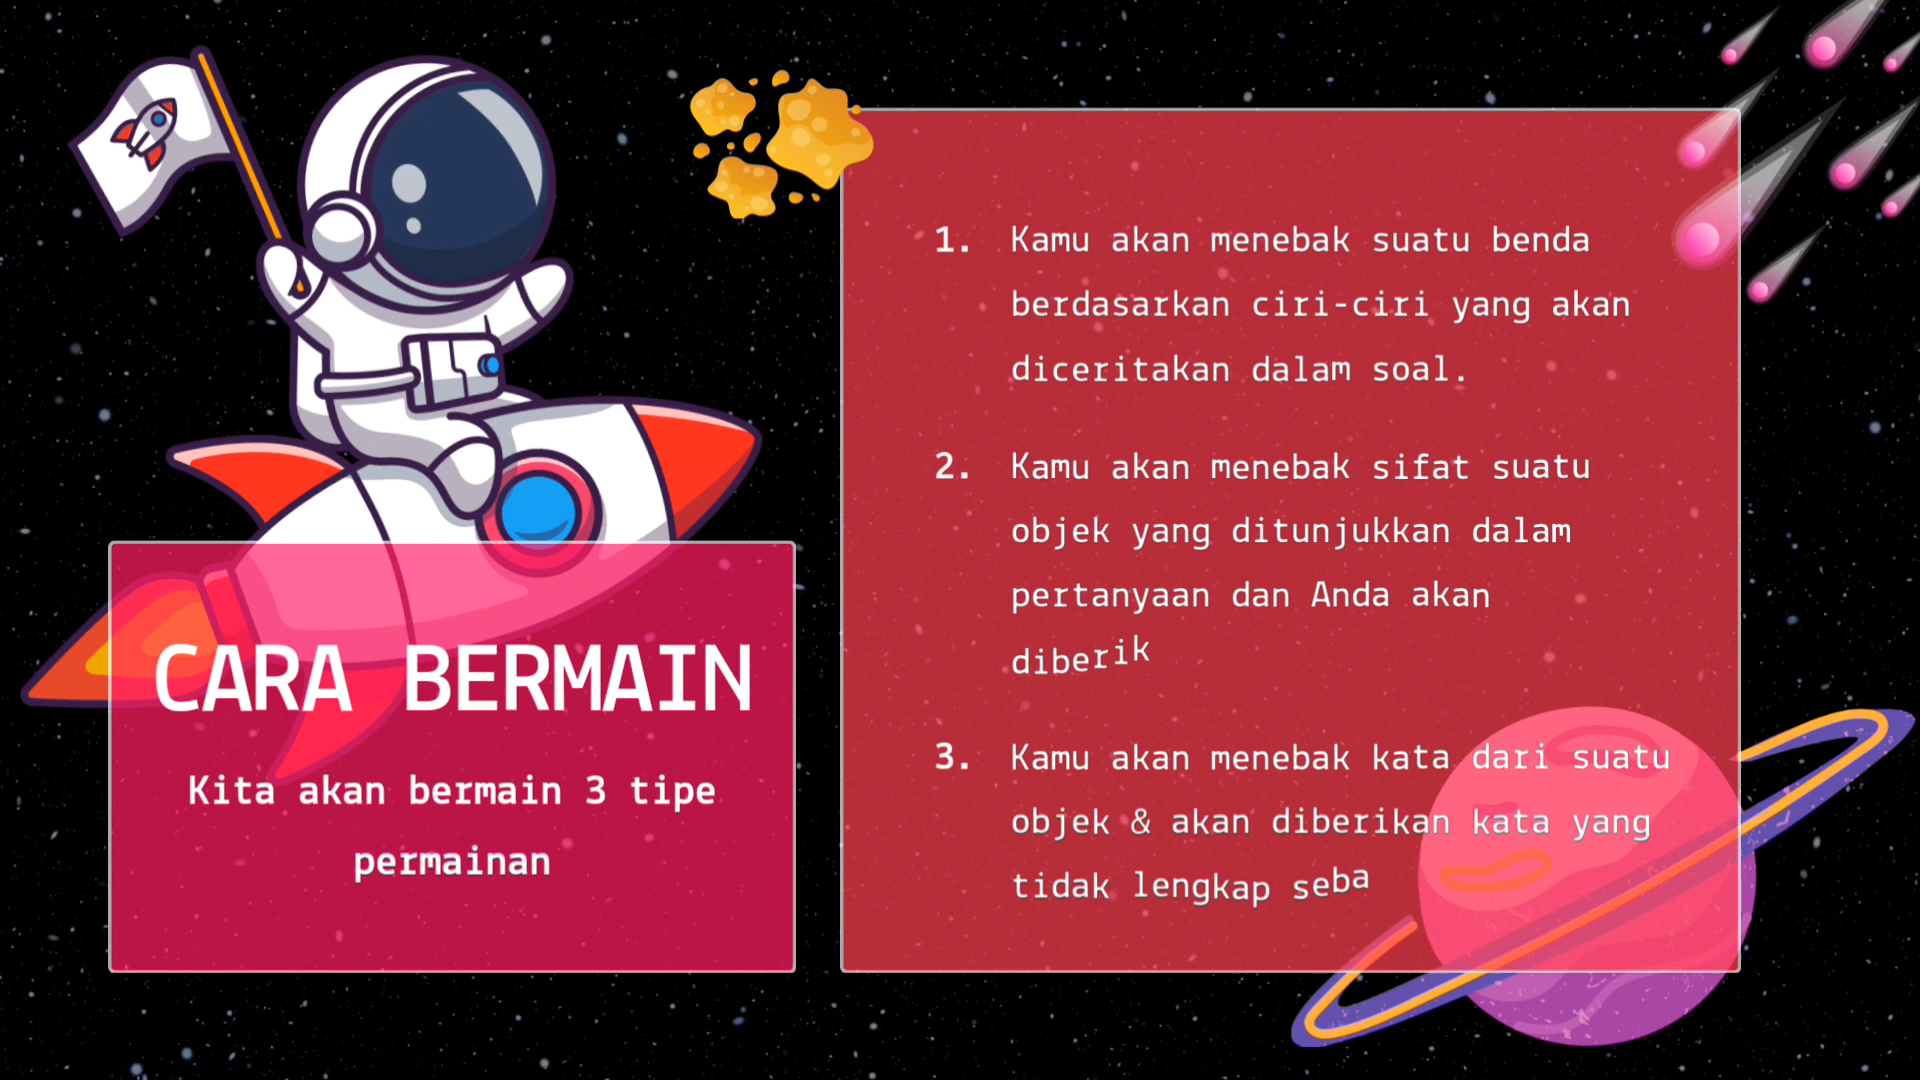 CARA BERMAIN
Kita akan bermain 3 tipe
permainan
1. Kamu akan menebak suatu benda
berdasarkan ciri-ciri yang akan
diceritakan dalam soal.
2. Kamu akan menebak sifat suatu
objek yang ditunjukkan dalam
pertanyaan dan Anda akan
diberik
3. Kamu akan menebak kata dari suatu
objek & akan diberikan kata yang
tidak lengkap seba